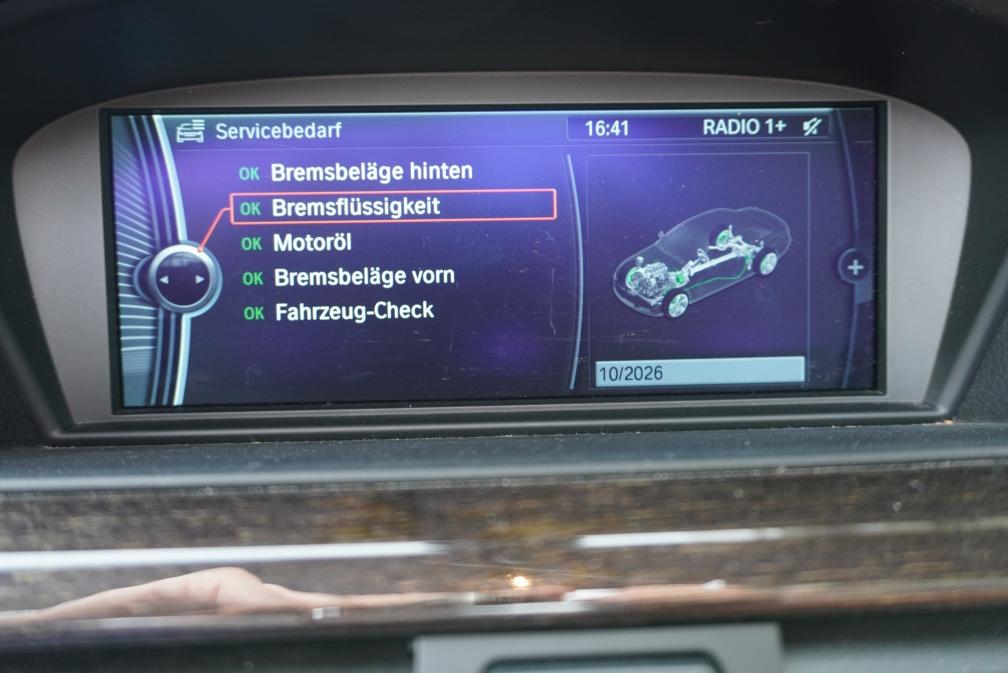 Servicebedarf
16:41
RADIO 1+
OK Bremsbeläge hinten
OK Bremsflüssigkeit
OK Motoröl
OK Bremsbeläge vorn
OK Fahrzeug-Check
+
10/2026